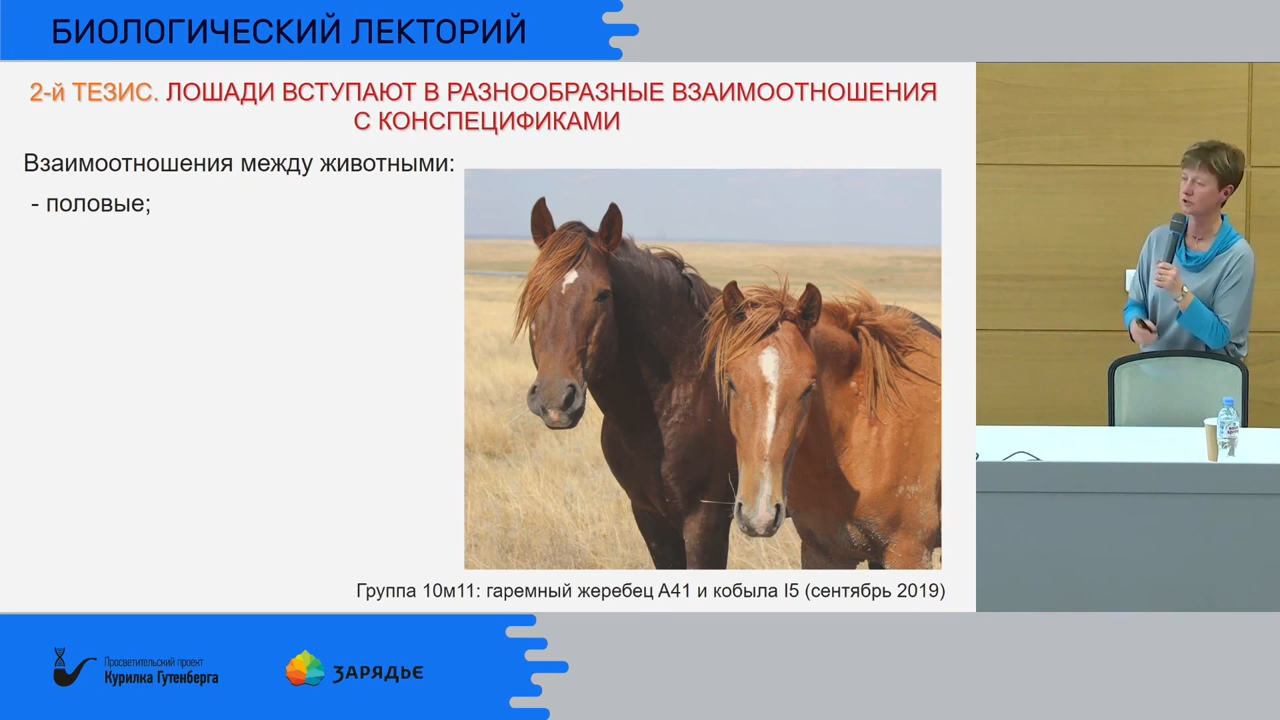 БИОЛОГИЧЕСКИЙ ЛЕКТОРИЙ
2-й ТЕЗИС. ЛОШАДИ ВСТУПАЮТ В РАЗНООБРАЗНЫЕ ВЗАИМООТНОШЕНИЯ
С КОНСПЕЦИФИКАМИ
Взаимоотношения между животными:
- половые;
Группа 10м11: гаремный жеребец А41 и кобыла I5 (сентябрь 2019)
Просветительский проект
Курилка Гутенберга
ЗАРЯДЬЕ